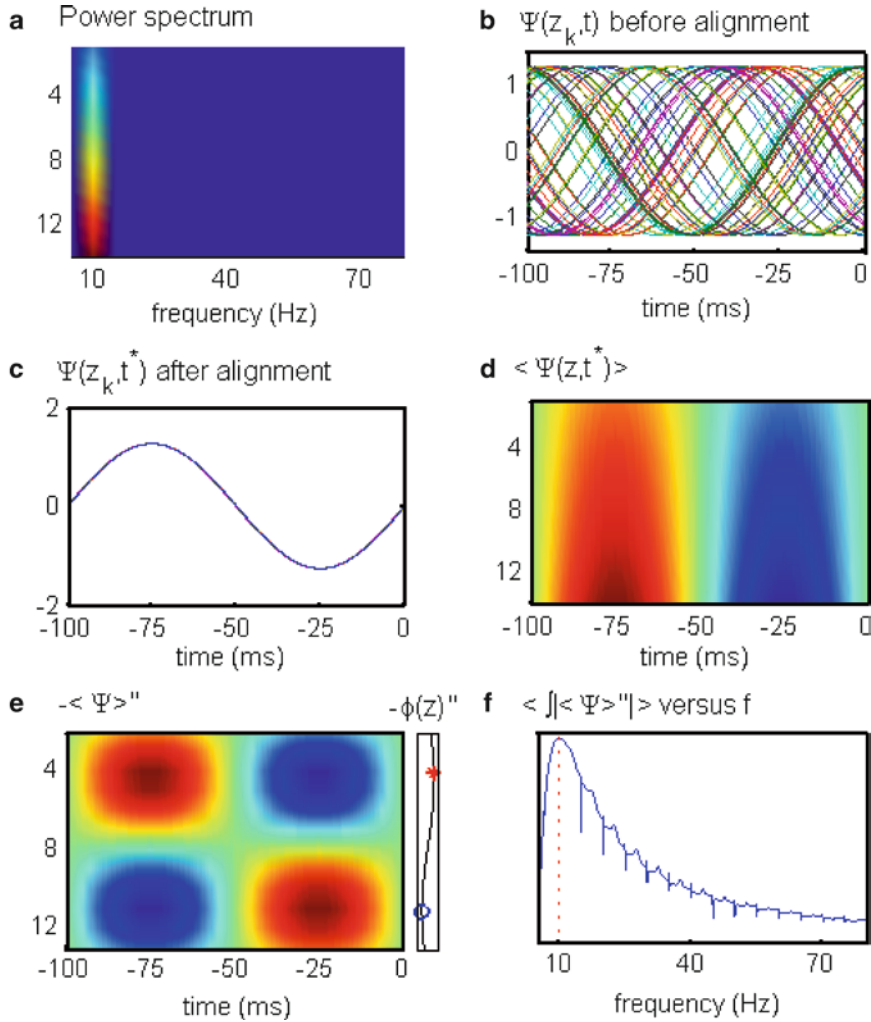 a Power spectrum
4
8
12
10 40 70
frequency (Hz)
b Ψ(z_k,t) before alignment
1
0
-1
-100 -75 -50 -25 0
time (ms)
c Ψ(z_k,t*) after alignment
2
0
-2
-100 -75 -50 -25 0
time (ms)
d < Ψ(z,t*)>
4
8
12
-100 -75 -50 -25 0
time (ms)
e -< Ψ>" -ϕ(z)"
4
8
12
-100 -75 -50 -25 0
time (ms)
f < ∫|< Ψ>"|> versus f
10 40 70
frequency (Hz)